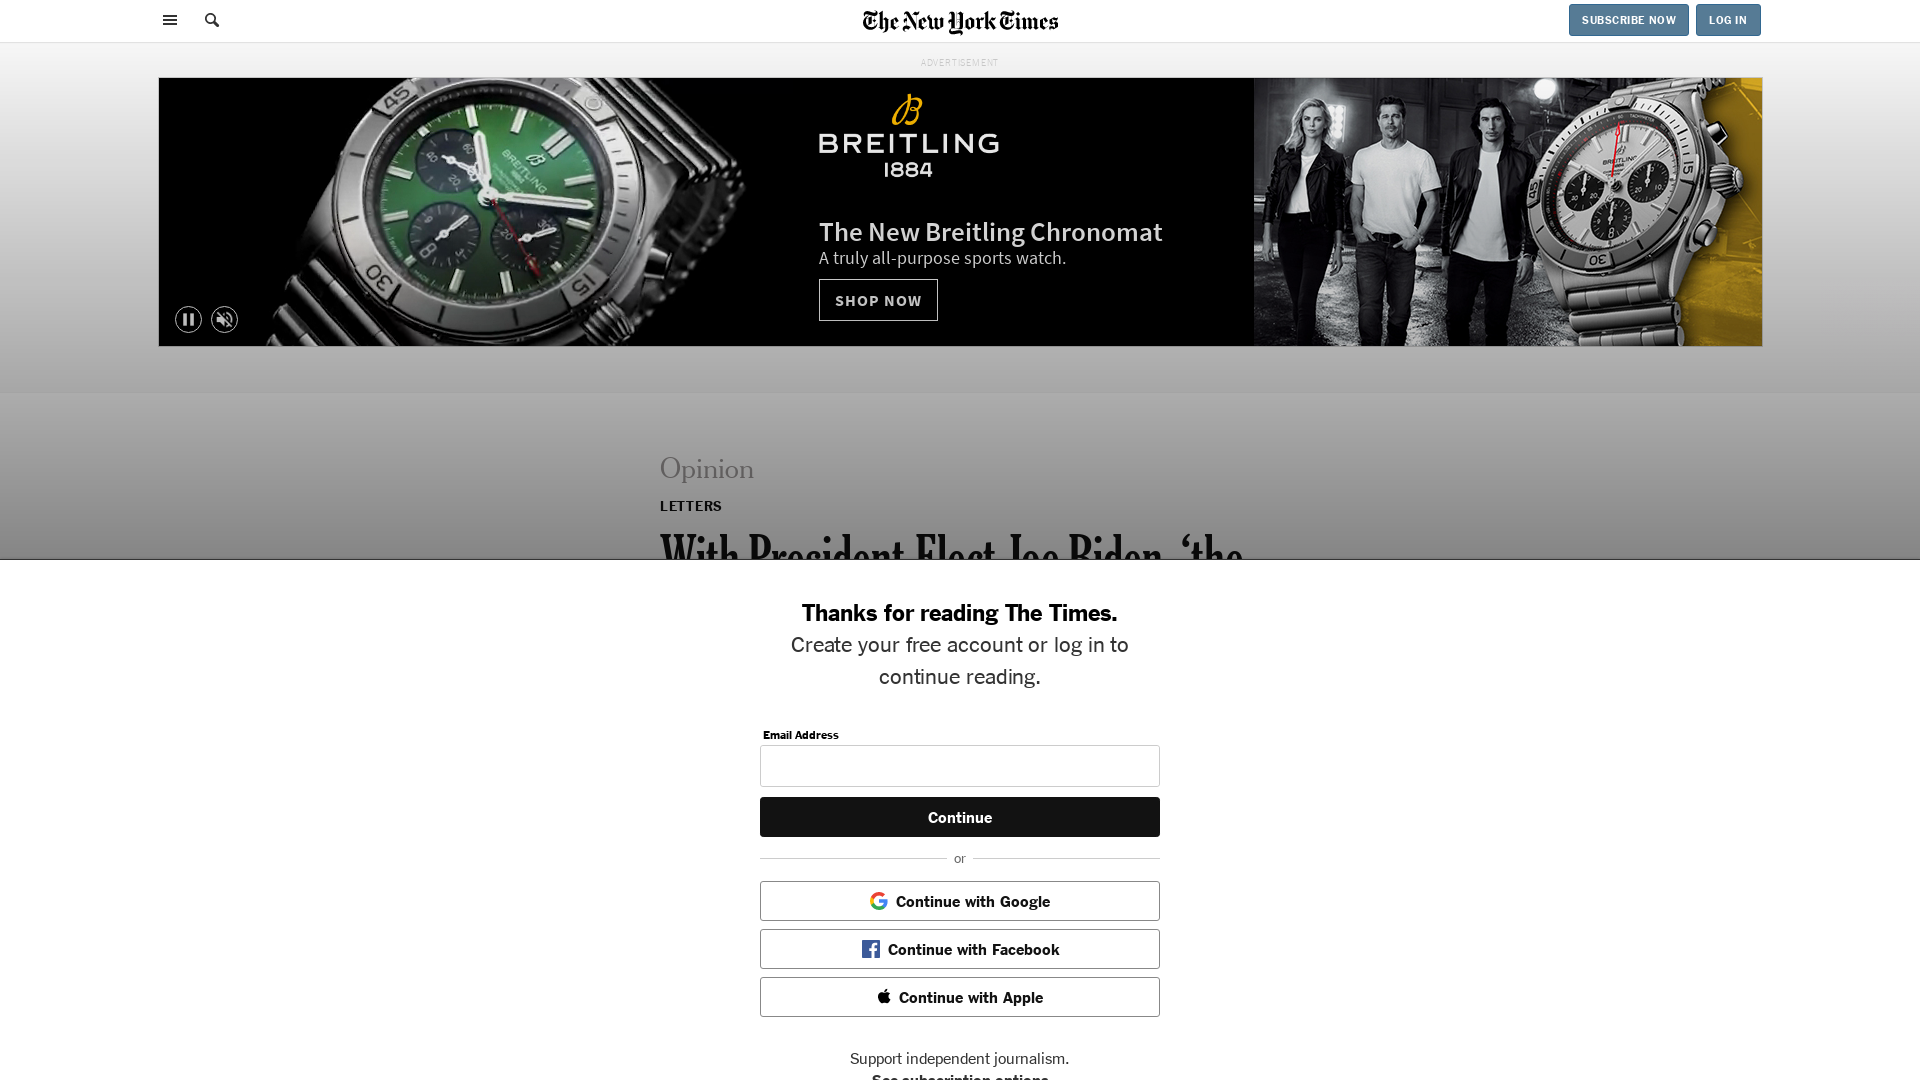 The New York Times
SUBSCRIBE NOW
LOG IN
ADVERTISEMENT
BREITLING
1884
The New Breitling Chronomat
A truly all-purpose sports watch.
SHOP NOW
Opinion
LETTERS
With President-Elect Joe Biden, ‘the
Thanks for reading The Times.
Create your free account or log in to
continue reading.
Email Address
Continue
or
Continue with Google
Continue with Facebook
Continue with Apple
Support independent journalism.
See subscription options.